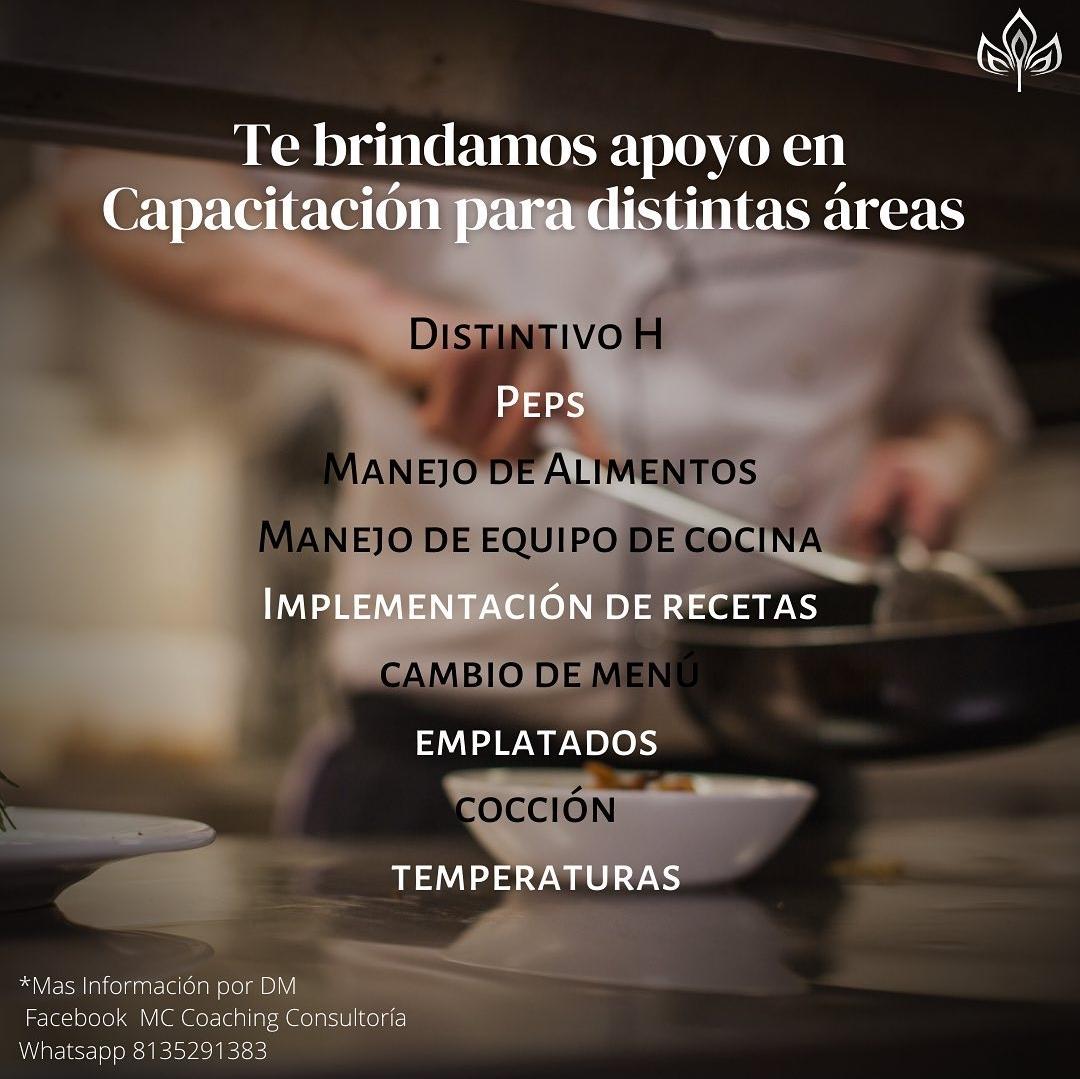 Te brindamos apoyo en
Capacitación para distintas áreas
Distintivo H
Peps
Manejo de Alimentos
Manejo de equipo de cocina
Implementación de recetas
cambio de menú
emplatados
cocción
temperaturas
*Mas Información por DM
Facebook MC Coaching Consultoría
Whatsapp 8135291383